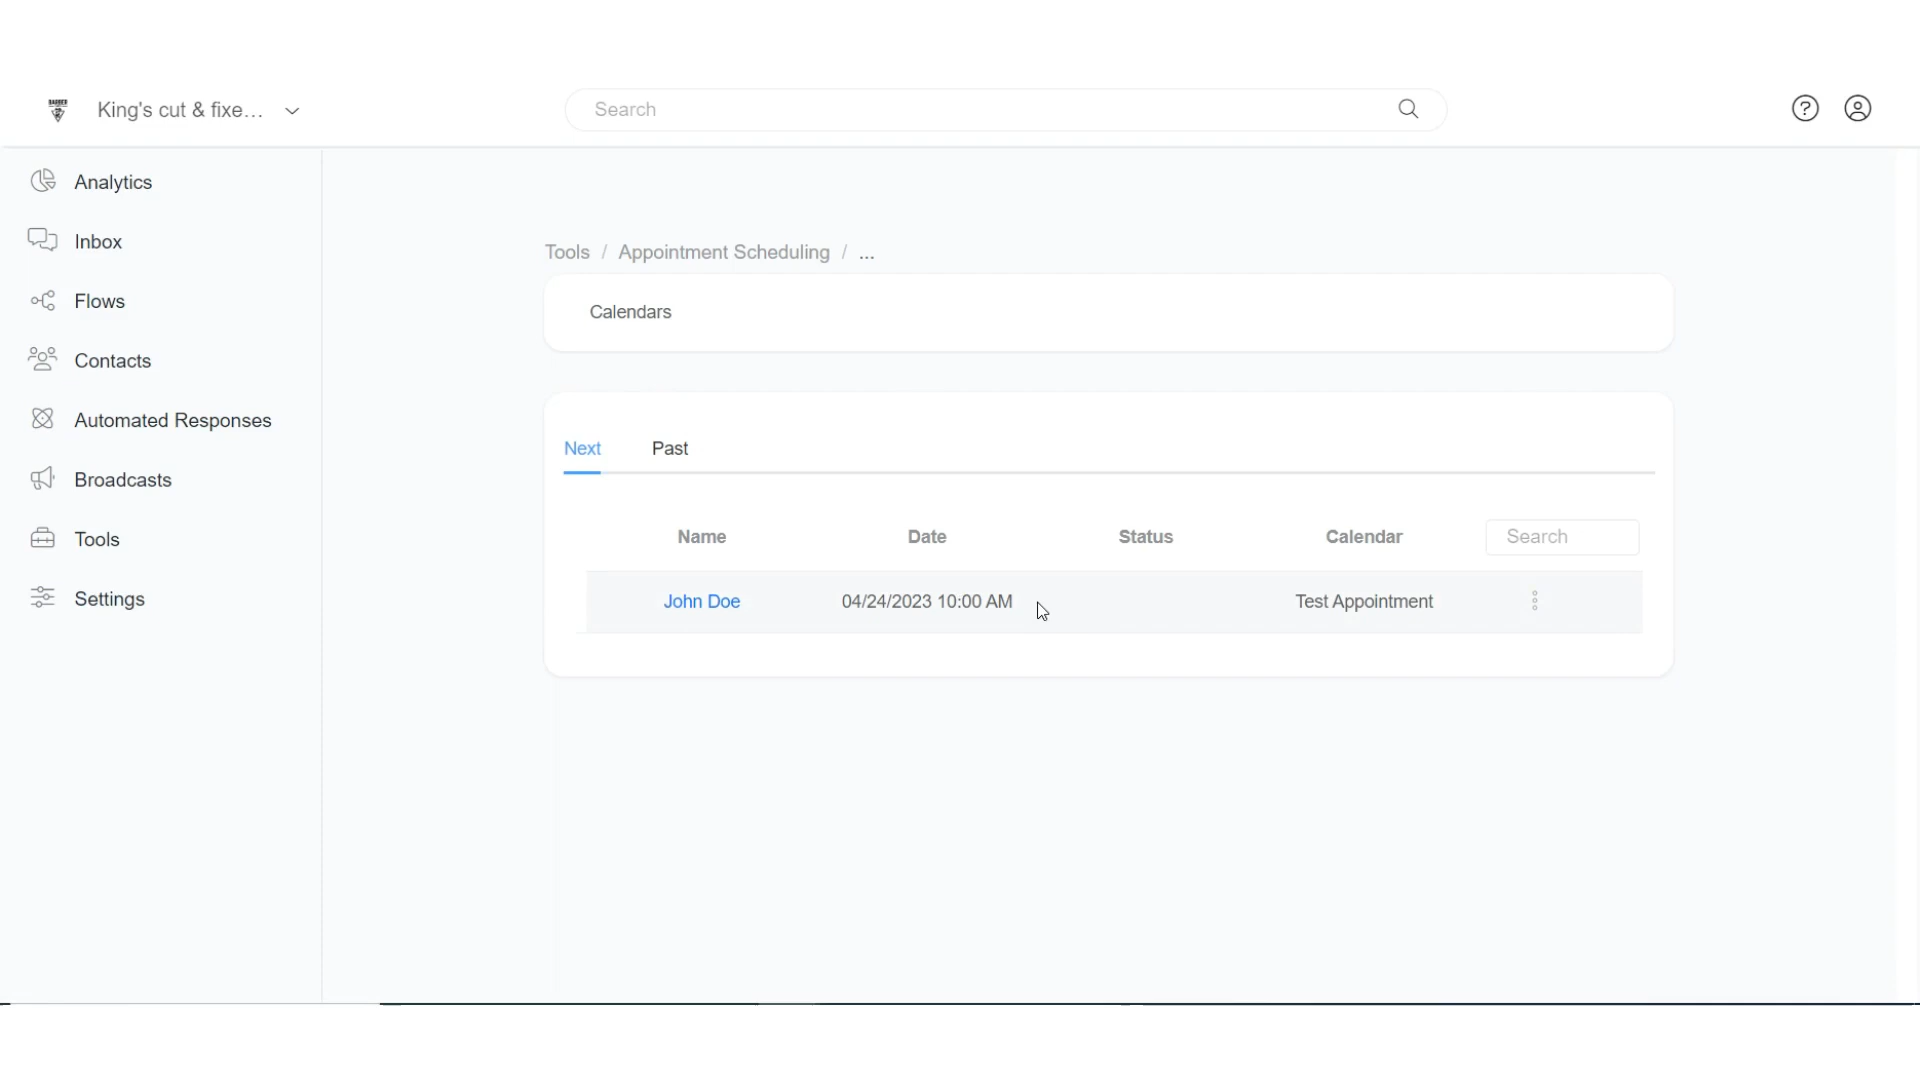 BARBER
King's cut & fixe...
Search
Analytics
Inbox
Flows
Contacts
Automated Responses
Broadcasts
Tools
Settings
Tools / Appointment Scheduling / ...
Calendars
Next Past
Name Date Status Calendar Search
John Doe 04/24/2023 10:00 AM Test Appointment